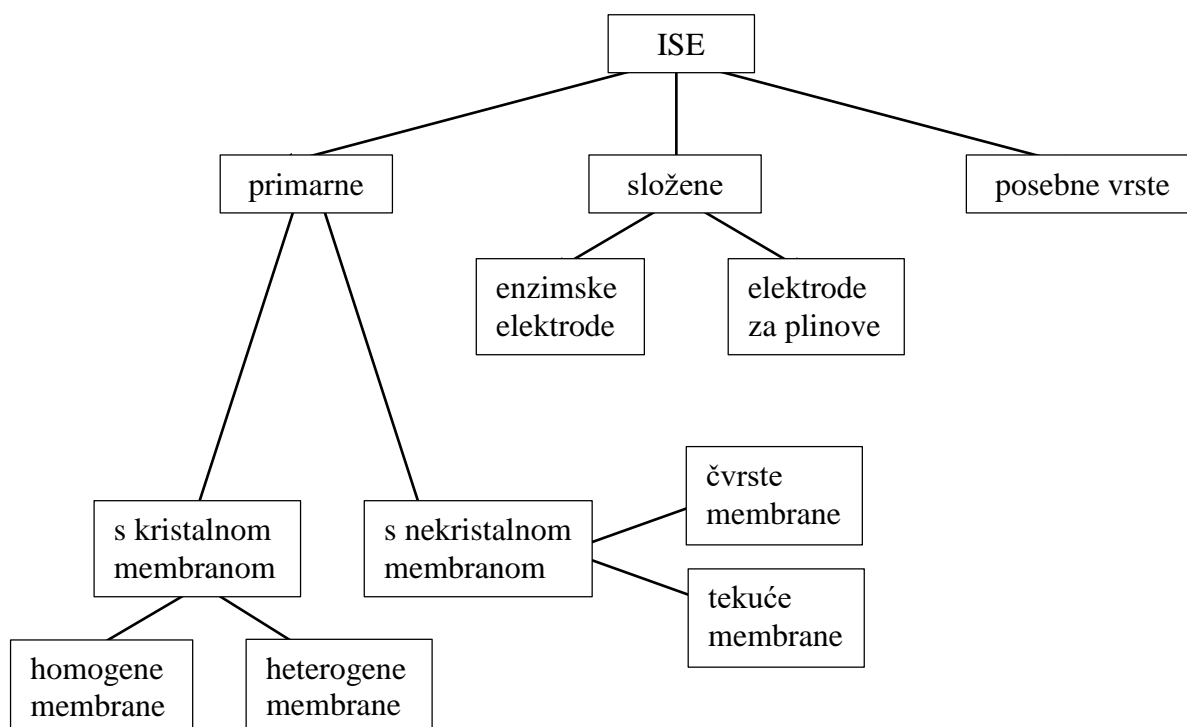 ISE
primarne
složene
posebne vrste
enzimske
elektrode
elektrode
za plinove
čvrste
membrane
s kristalnom
membranom
s nekristalnom
membranom
tekuće
membrane
homogene
membrane
heterogene
membrane